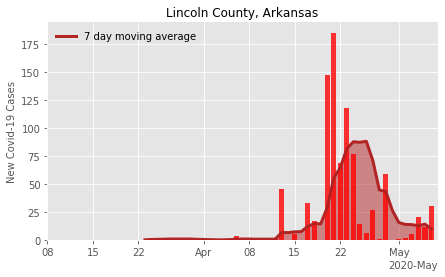 Lincoln County, Arkansas
7 day moving average
New Covid-19 Cases
175
150
125
100
75
50
25
0
08 15 22 Apr 08 15 22 May
2020-May